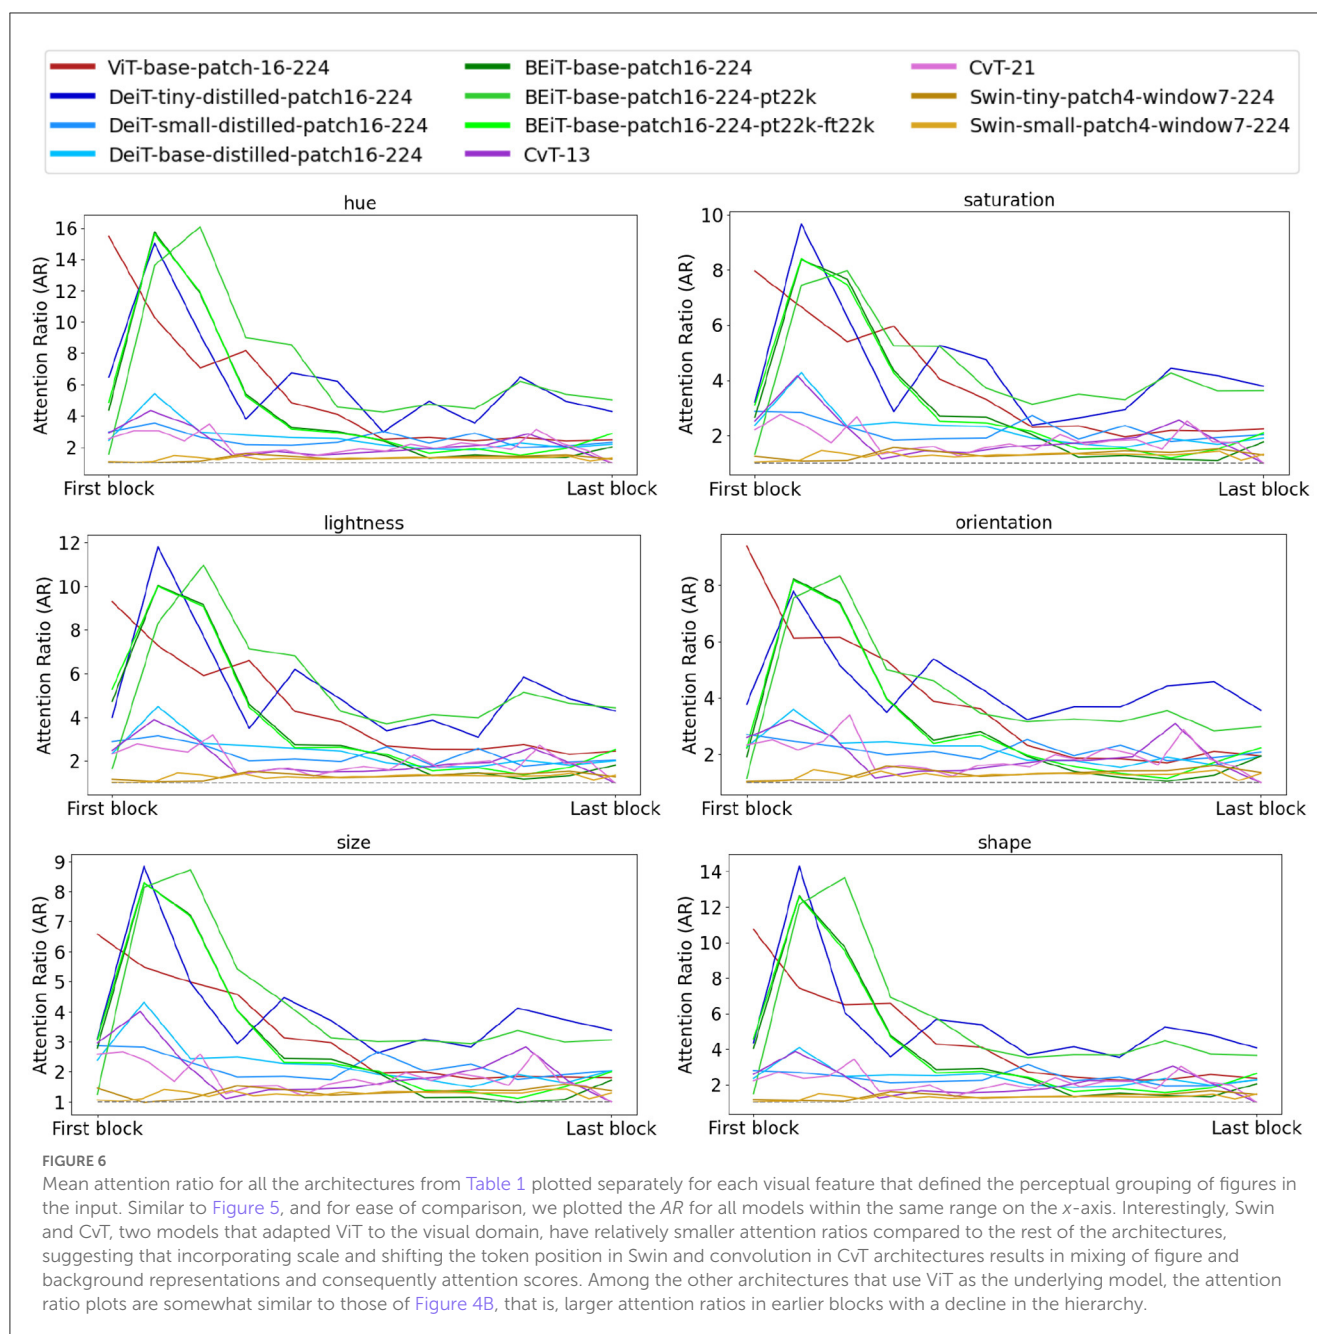 ViT-base-patch-16-224
DeiT-tiny-distilled-patch16-224
DeiT-small-distilled-patch16-224
DeiT-base-distilled-patch16-224
BEiT-base-patch16-224
BEiT-base-patch16-224-pt22k
BEiT-base-patch16-224-pt22k-ft22k
CvT-13
CvT-21
Swin-tiny-patch4-window7-224
Swin-small-patch4-window7-224
hue
Attention Ratio (AR)
16
14
12
10
8
6
4
2
First block
Last block
saturation
Attention Ratio (AR)
10
8
6
4
2
First block
Last block
lightness
Attention Ratio (AR)
12
10
8
6
4
2
First block
Last block
orientation
Attention Ratio (AR)
8
6
4
2
First block
Last block
size
Attention Ratio (AR)
9
8
7
6
5
4
3
2
1
First block
Last block
shape
Attention Ratio (AR)
14
12
10
8
6
4
2
First block
Last block
FIGURE 6
Mean attention ratio for all the architectures from Table 1 plotted separately for each visual feature that defined the perceptual grouping of figures in
the input. Similar to Figure 5, and for ease of comparison, we plotted the AR for all models within the same range on the x-axis. Interestingly, Swin
and CvT, two models that adapted ViT to the visual domain, have relatively smaller attention ratios compared to the rest of the architectures,
suggesting that incorporating scale and shifting the token position in Swin and convolution in CvT architectures results in mixing of figure and
background representations and consequently attention scores. Among the other architectures that use ViT as the underlying model, the attention
ratio plots are somewhat similar to those of Figure 4B, that is, larger attention ratios in earlier blocks with a decline in the hierarchy.